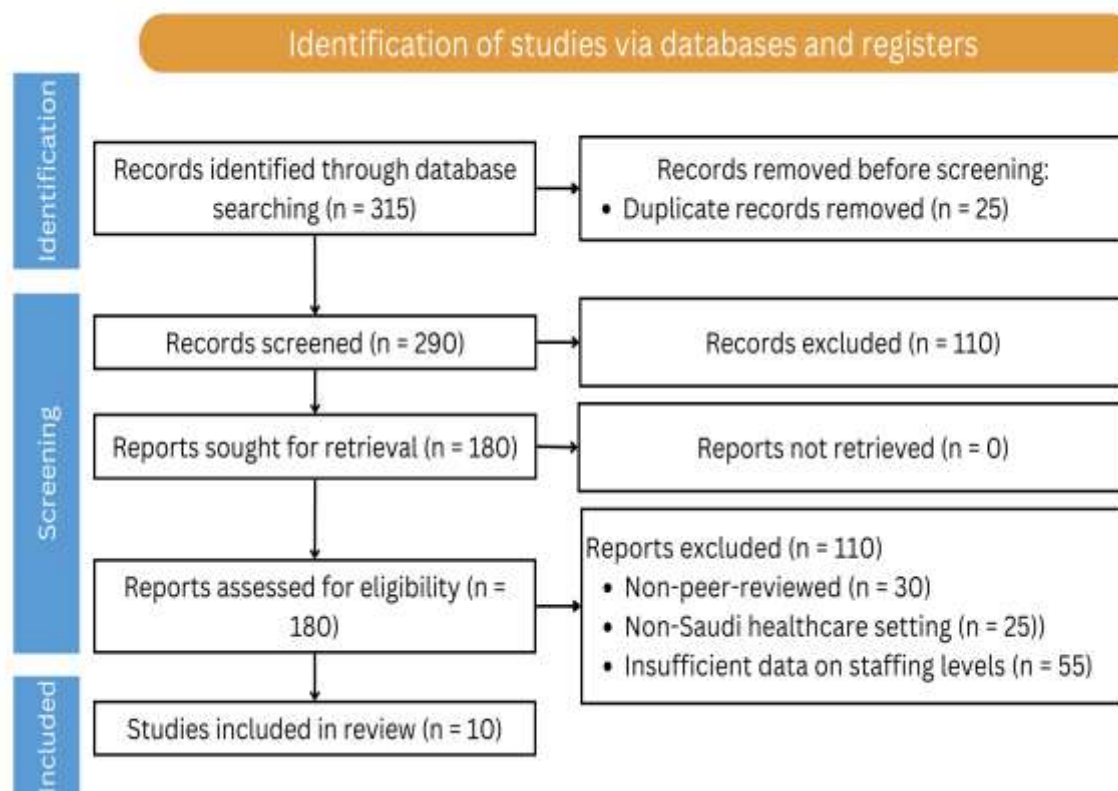 Identification of studies via databases and registers
Identification
Records identified through database
searching (n = 315)
Records removed before screening:
• Duplicate records removed (n = 25)
Screening
Records screened (n = 290)
Records excluded (n = 110)
Reports sought for retrieval (n = 180)
Reports not retrieved (n = 0)
Reports assessed for eligibility (n =
180)
Reports excluded (n = 110)
• Non-peer-reviewed (n = 30)
• Non-Saudi healthcare setting (n = 25))
• Insufficient data on staffing levels (n = 55)
Included
Studies included in review (n = 10)